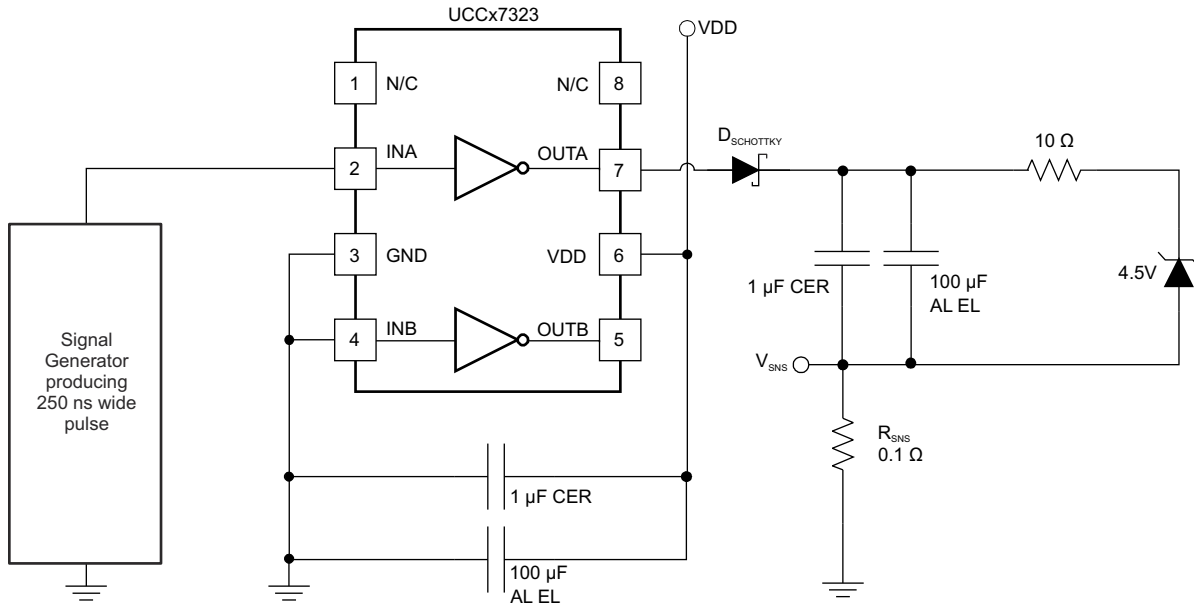 UCCx7323
VDD
1 N/C N/C 8
2 INA OUTA 7
3 GND VDD 6
4 INB OUTB 5
DSCHOTTKY
10 Ω
1 µF CER
100 µF
AL EL
4.5V
VSNS
RSNS
0.1 Ω
Signal
Generator
producing
250 ns wide
pulse
1 µF CER
100 µF
AL EL